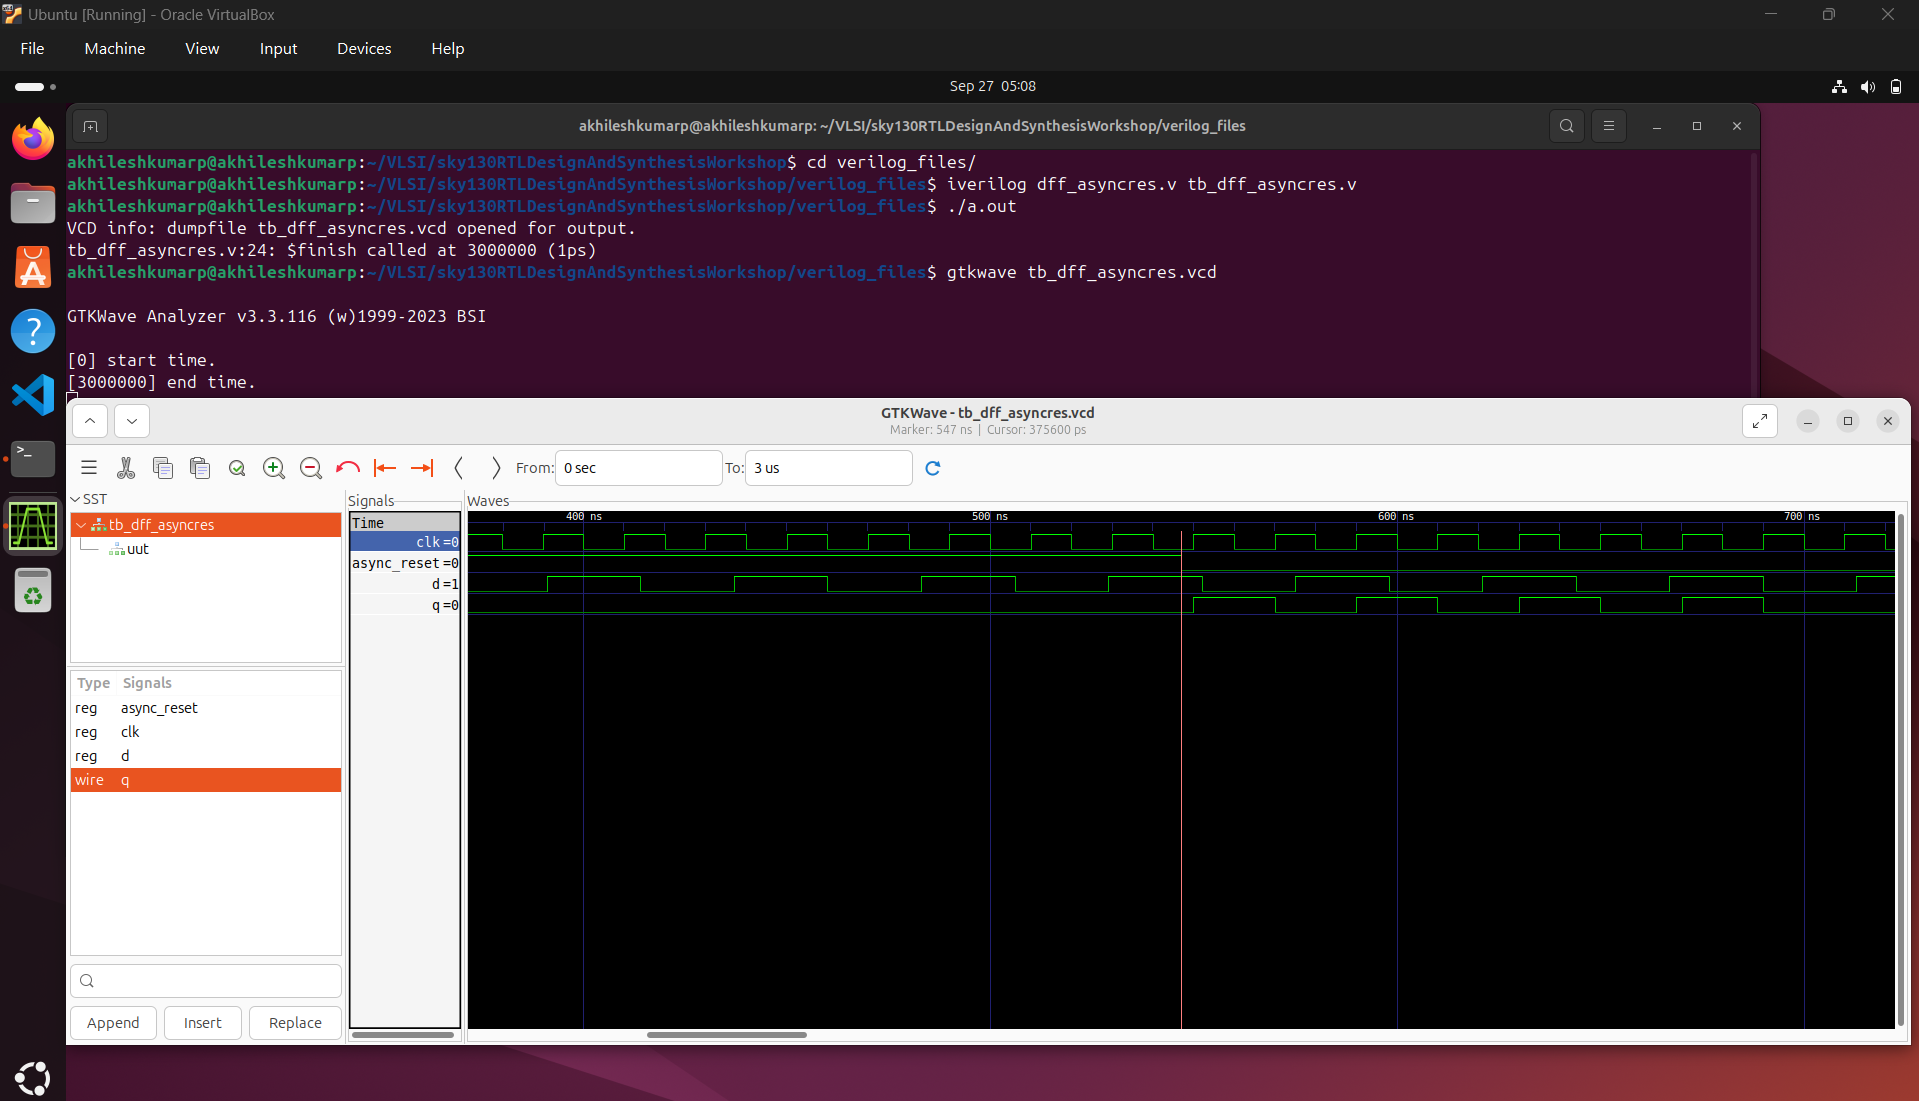 Ubuntu [Running] - Oracle VirtualBox
File Machine View Input Devices Help
Sep 27 05:08
akhileshkumarp@akhileshkumarp: ~/VLSI/sky130RTLDesignAndSynthesisWorkshop/verilog_files
akhileshkumarp@akhileshkumarp:~/VLSI/sky130RTLDesignAndSynthesisWorkshop$ cd verilog_files/
akhileshkumarp@akhileshkumarp:~/VLSI/sky130RTLDesignAndSynthesisWorkshop/verilog_files$ iverilog dff_asyncres.v tb_dff_asyncres.v
akhileshkumarp@akhileshkumarp:~/VLSI/sky130RTLDesignAndSynthesisWorkshop/verilog_files$ ./a.out
VCD info: dumpfile tb_dff_asyncres.vcd opened for output.
tb_dff_asyncres.v:24: $finish called at 3000000 (1ps)
akhileshkumarp@akhileshkumarp:~/VLSI/sky130RTLDesignAndSynthesisWorkshop/verilog_files$ gtkwave tb_dff_asyncres.vcd
GTKWave Analyzer v3.3.116 (w)1999-2023 BSI
[0] start time.
[3000000] end time.
GTKWave - tb_dff_asyncres.vcd
Marker: 547 ns | Cursor: 375600 ps
From: 0 sec To: 3 us
SST
tb_dff_asyncres
uut
Type Signals
reg async_reset
reg clk
reg d
wire q
Append Insert Replace
Signals
Time
clk=0
async_reset=0
d=1
q=0
Waves
400 ns 500 ns 600 ns 700 ns